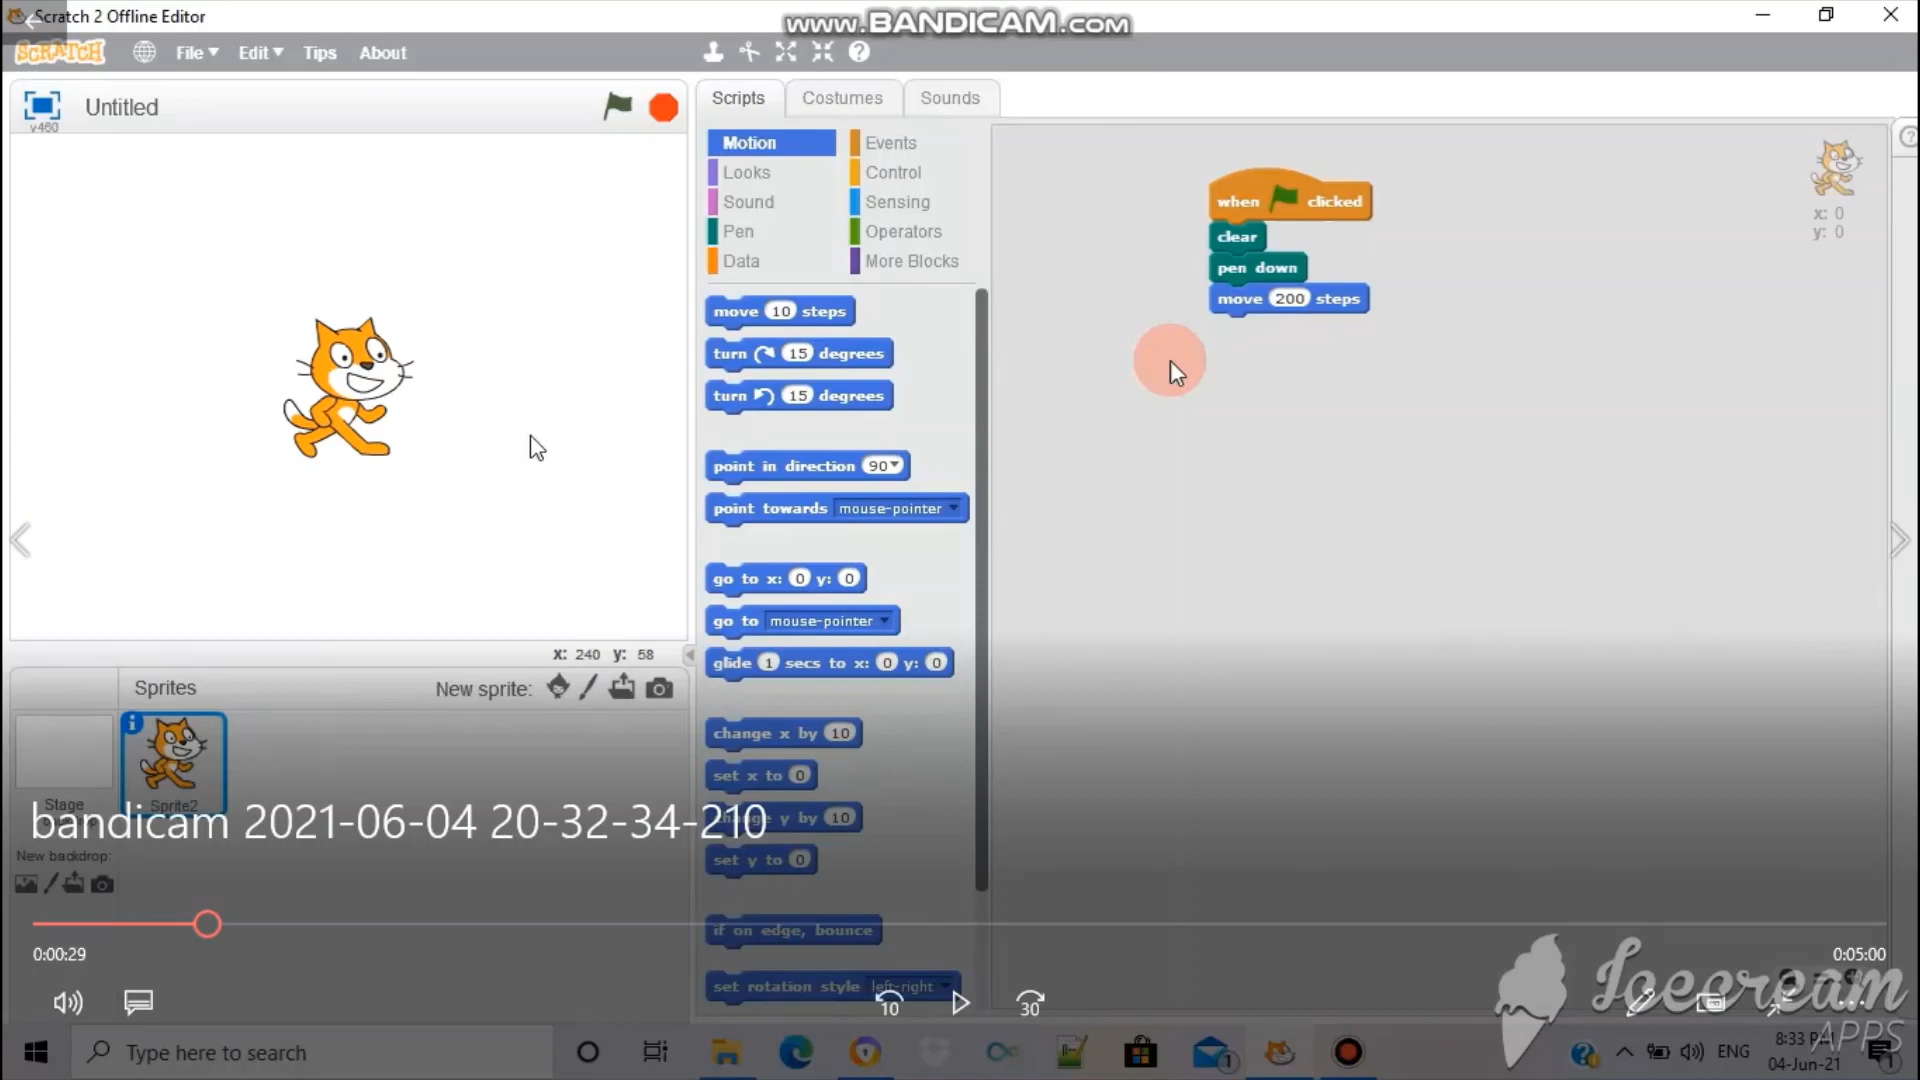 Scratch 2 Offline Editor
www.BANDICAM.com
SCRATCH File Edit Tips About
v460 Untitled
Scripts Costumes Sounds
Motion Events
Looks Control
Sound Sensing
Pen Operators
Data More Blocks
move 10 steps
turn 15 degrees
turn 15 degrees
point in direction 90
point towards mouse-pointer
go to x: 0 y: 0
go to mouse-pointer
glide 1 secs to x: 0 y: 0
change x by 10
set x to 0
change y by 10
set y to 0
if on edge, bounce
set rotation style left-right
when clicked
clear
pen down
move 200 steps
x: 0
y: 0
x: 240 y: 58
Sprites New sprite:
Stage
Sprite2
bandicam 2021-06-04 20-32-34-210
New backdrop:
0:00:29
0:05:00
10
30
Icecream
APPS
Type here to search
ENG
8:33 PM
04-Jun-21